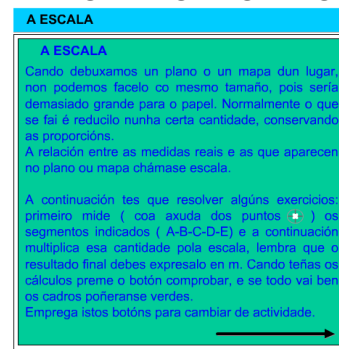 A ESCALA
A ESCALA
Cando debuxamos un plano o un mapa dun lugar,
non podemos facelo co mesmo tamaño, pois sería
demasiado grande para o papel. Normalmente o que
se fai é reducilo nunha certa cantidade, conservando
as proporcións.
A relación entre as medidas reais e as que aparecen
no plano ou mapa chámase escala.
A continuación tes que resolver algúns exercicios:
primeiro mide ( coa axuda dos puntos ) os
segmentos indicados ( A-B-C-D-E) e a continuación
multiplica esa cantidade pola escala, lembra que o
resultado final debes expresalo en m. Cando teñas os
cálculos preme o botón comprobar, e se todo vai ben
os cadros poñeranse verdes.
Emprega istos botóns para cambiar de actividade.